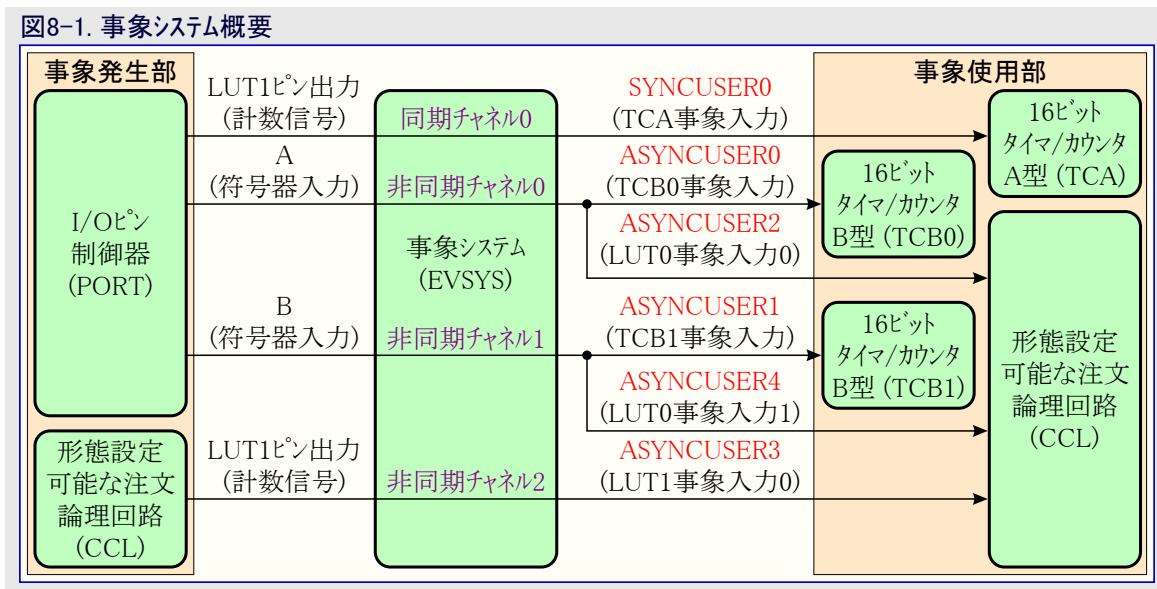 図8-1. 事象システム概要
事象発生部
I/Oピン
制御器
(PORT)
形態設定
可能な注文
論理回路
(CCL)
LUT1ピン出力
(計数信号)
A
(符号器入力)
B
(符号器入力)
LUT1ピン出力
(計数信号)
同期チャネル0
非同期チャネル0
事象システム
(EVSYS)
非同期チャネル1
非同期チャネル2
SYNCUSER0
(TCA事象入力)
ASYNCUSER0
(TCB0事象入力)
ASYNCUSER2
(LUT0事象入力0)
ASYNCUSER1
(TCB1事象入力)
ASYNCUSER4
(LUT0事象入力1)
ASYNCUSER3
(LUT1事象入力0)
事象使用部
16ビット
タイマ/カウンタ
A型 (TCA)
16ビット
タイマ/カウンタ
B型 (TCB0)
16ビット
タイマ/カウンタ
B型 (TCB1)
形態設定
可能な注文
論理回路
(CCL)